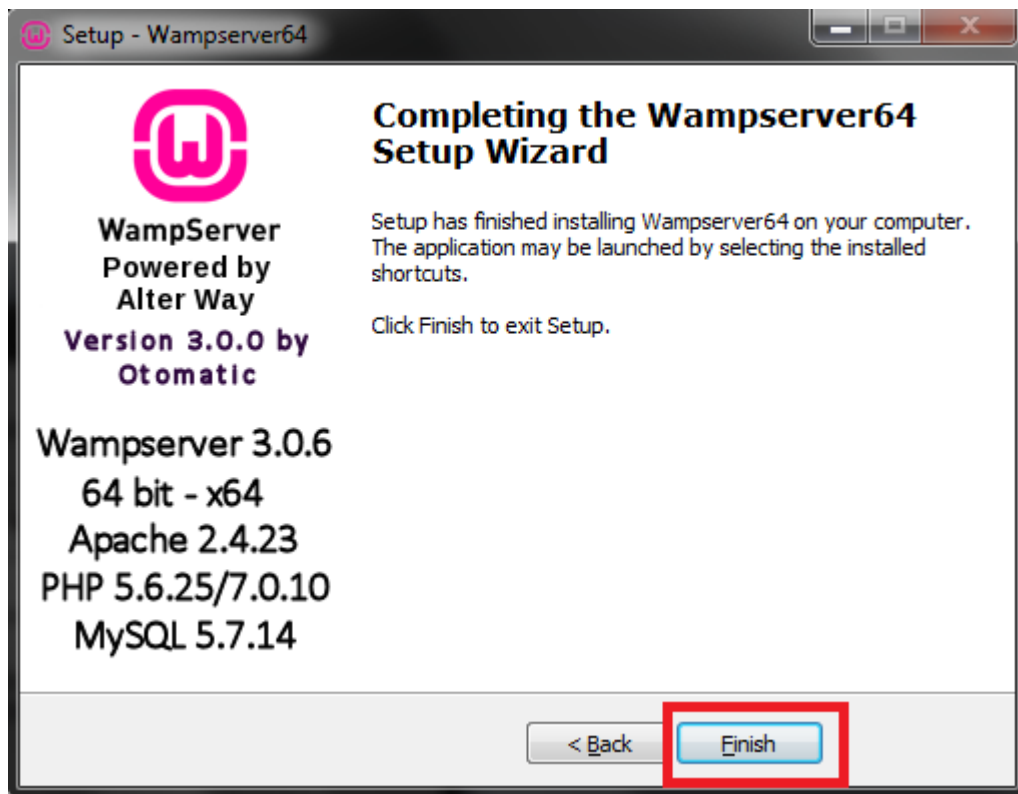 Setup - Wampserver64
WampServer
Powered by
Alter Way
Version 3.0.0 by
Otomatic
Wampserver 3.0.6
64 bit - x64
Apache 2.4.23
PHP 5.6.25/7.0.10
MySQL 5.7.14
Completing the Wampserver64
Setup Wizard
Setup has finished installing Wampserver64 on your computer.
The application may be launched by selecting the installed
shortcuts.
Click Finish to exit Setup.
< Back
Finish